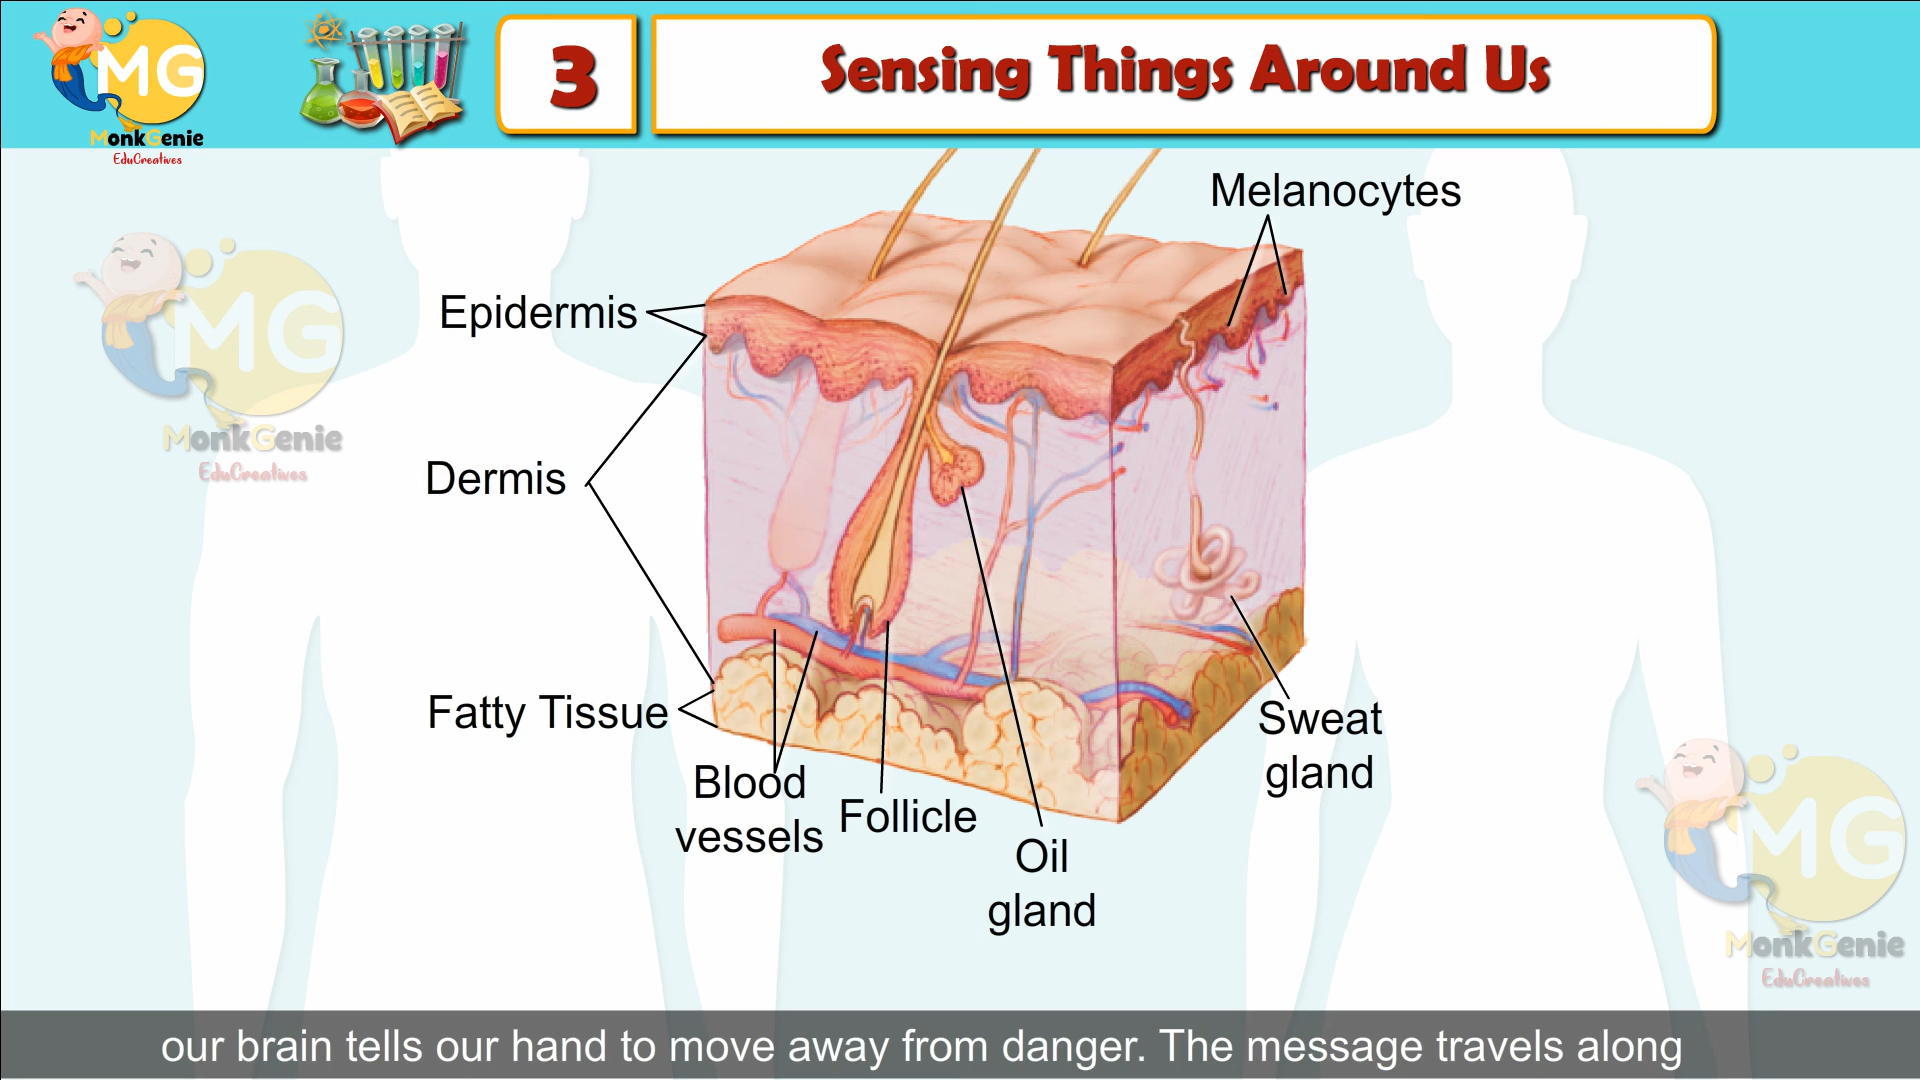 MG
MonkGenie
EduCreatives
3
Sensing Things Around Us
Melanocytes
Epidermis
MG
MonkGenie
EduCreatives
Dermis
Fatty Tissue
Blood
vessels
Follicle
Oil
gland
Sweat
gland
MG
MonkGenie
EduCreatives
our brain tells our hand to move away from danger. The message travels along